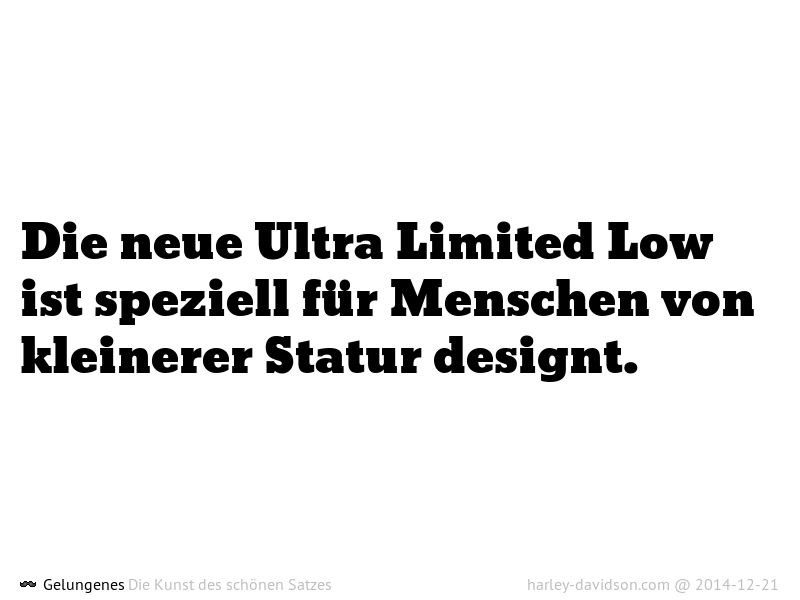 Die neue Ultra Limited Low
ist speziell für Menschen von
kleinerer Statur designt.
Gelungenes Die Kunst des schönen Satzes
harley-davidson.com @ 2014-12-21